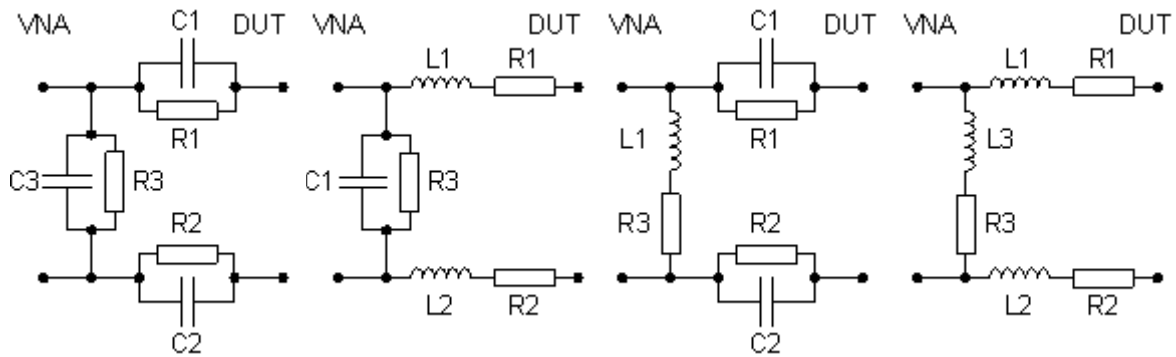 VNA C1 DUT
R1
C3 R3
R2
C2
VNA DUT
L1 R1
C1 R3
L2 R2
VNA C1 DUT
R1
L1
R3 R2
C2
VNA DUT
L1 R1
L3
R3
L2 R2